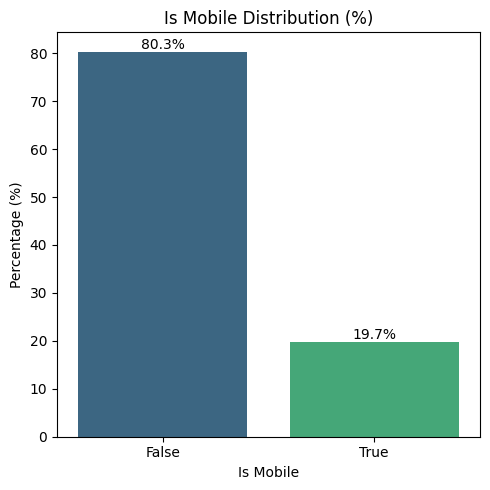 Is Mobile Distribution (%)
80.3%
19.7%
Percentage (%)
80
70
60
50
40
30
20
10
0
False
True
Is Mobile